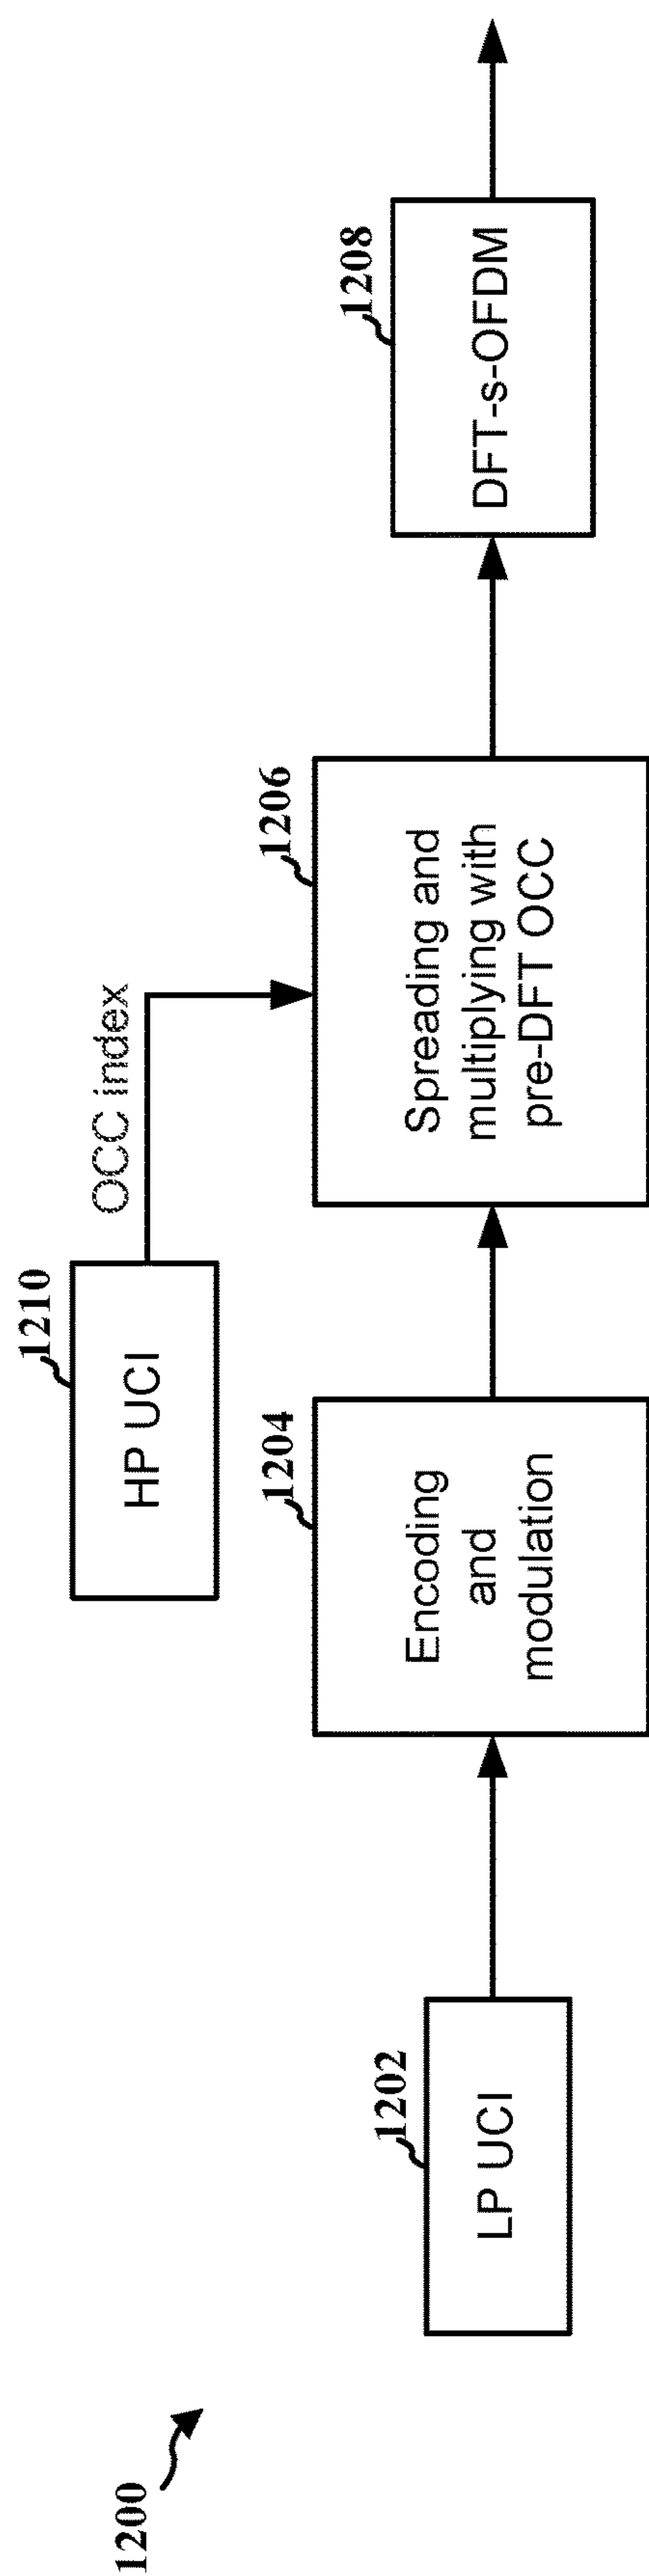 1200
1202
LP UCI
1204
Encoding
and
modulation
1210
HP UCI
OCC index
1206
Spreading and
multiplying with
pre-DFT OCC
1208
DFT-s-OFDM